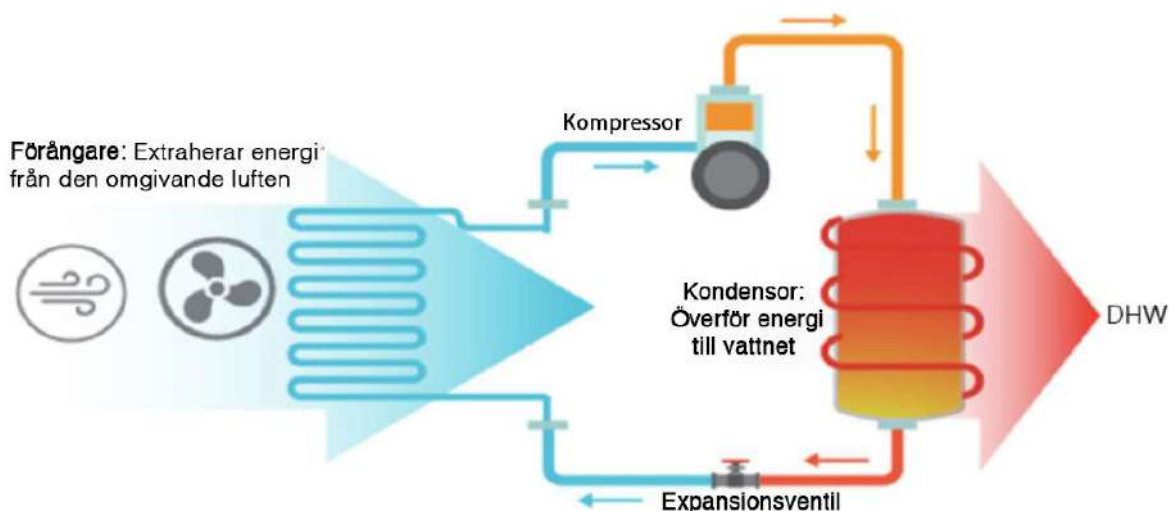 Kompressor
Förångare: Extraherar energi
från den omgivande luften
Kondensor:
Överför energi
till vattnet
DHW
Expansionsventil